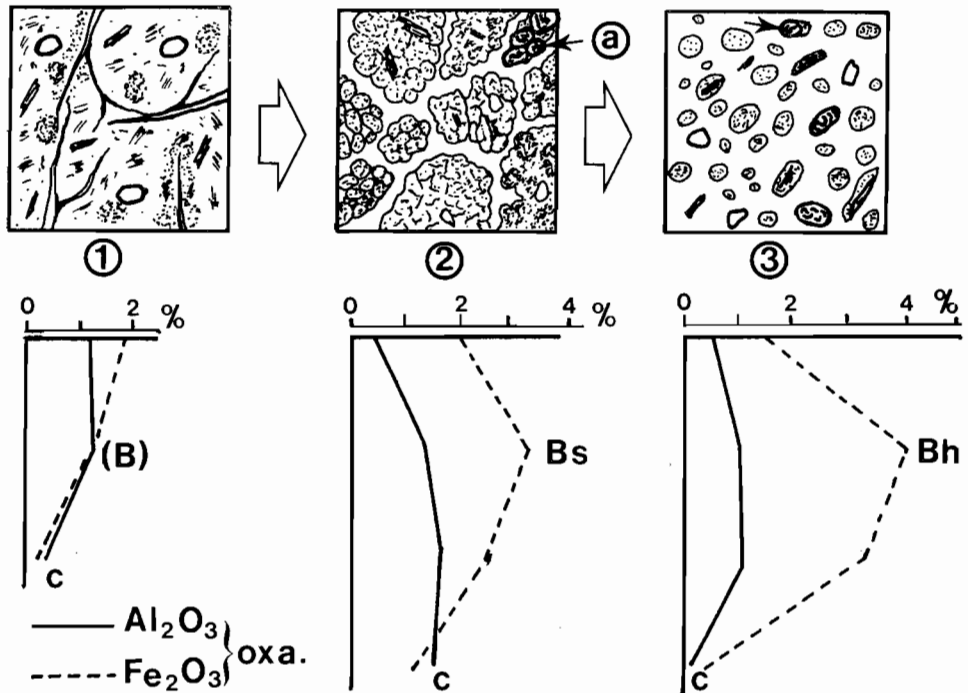 ⓐ
① ② ③
0 2 %
0 2 4 %
0 2 4 %
(B)
Bs
Bh
C
C
C
Al₂O₃
Fe₂O₃
} oxa.